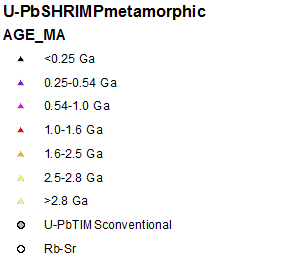 U-PbSHRIMPmetamorphic
AGE_MA
<0.25 Ga
0.25-0.54 Ga
0.54-1.0 Ga
1.0-1.6 Ga
1.6-2.5 Ga
2.5-2.8 Ga
>2.8 Ga
U-PbTIMSconventional
Rb-Sr